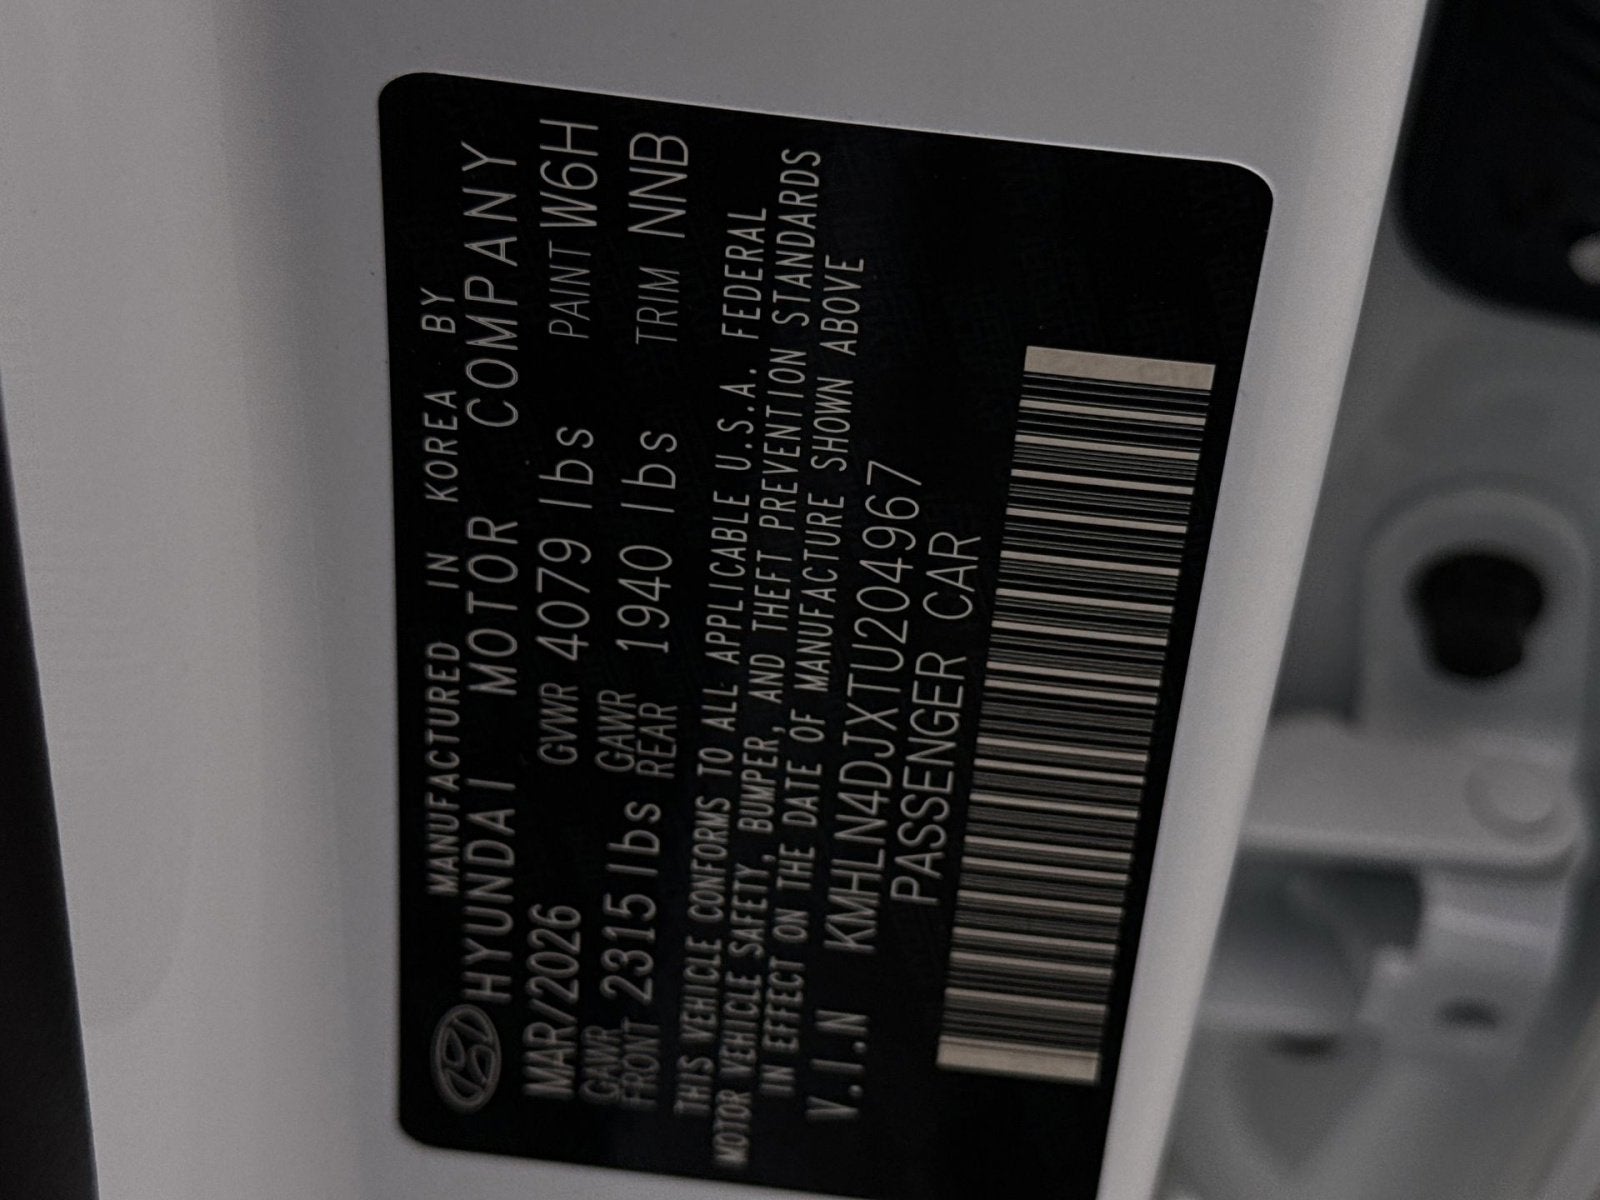 MANUFACTURED IN KOREA BY
HYUNDAI MOTOR COMPANY
MAR/2026 GVWR 4079 lbs PAINT W6H
GAWR FRONT 2315 lbs GAWR REAR 1940 lbs TRIM NNB
THIS VEHICLE CONFORMS TO ALL APPLICABLE U.S.A. FEDERAL
MOTOR VEHICLE SAFETY, BUMPER, AND THEFT PREVENTION STANDARDS
IN EFFECT ON THE DATE OF MANUFACTURE SHOWN ABOVE
V.I.N KMHLN4DJXTU204967
PASSENGER CAR